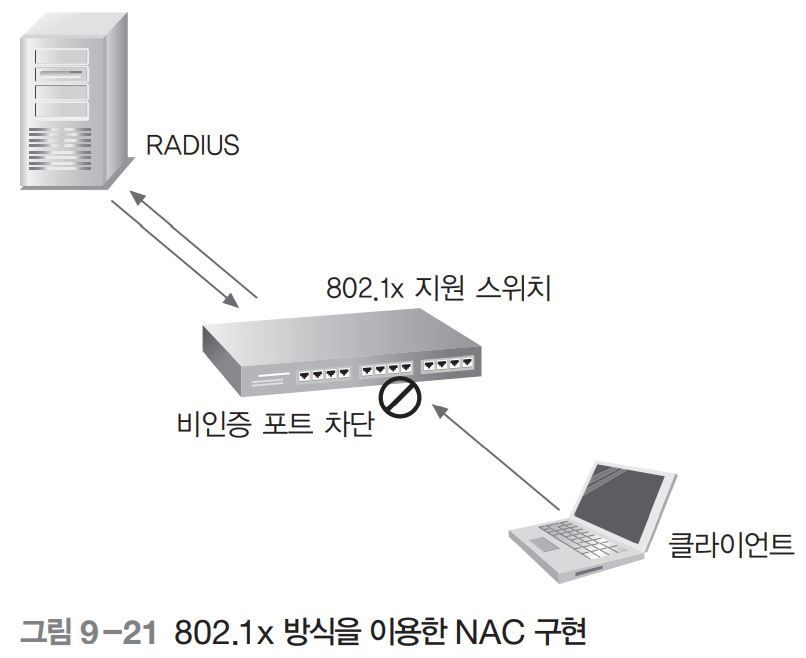 RADIUS
802.1x 지원 스위치
비인증 포트 차단
클라이언트
그림 9-21 802.1x 방식을 이용한 NAC 구현